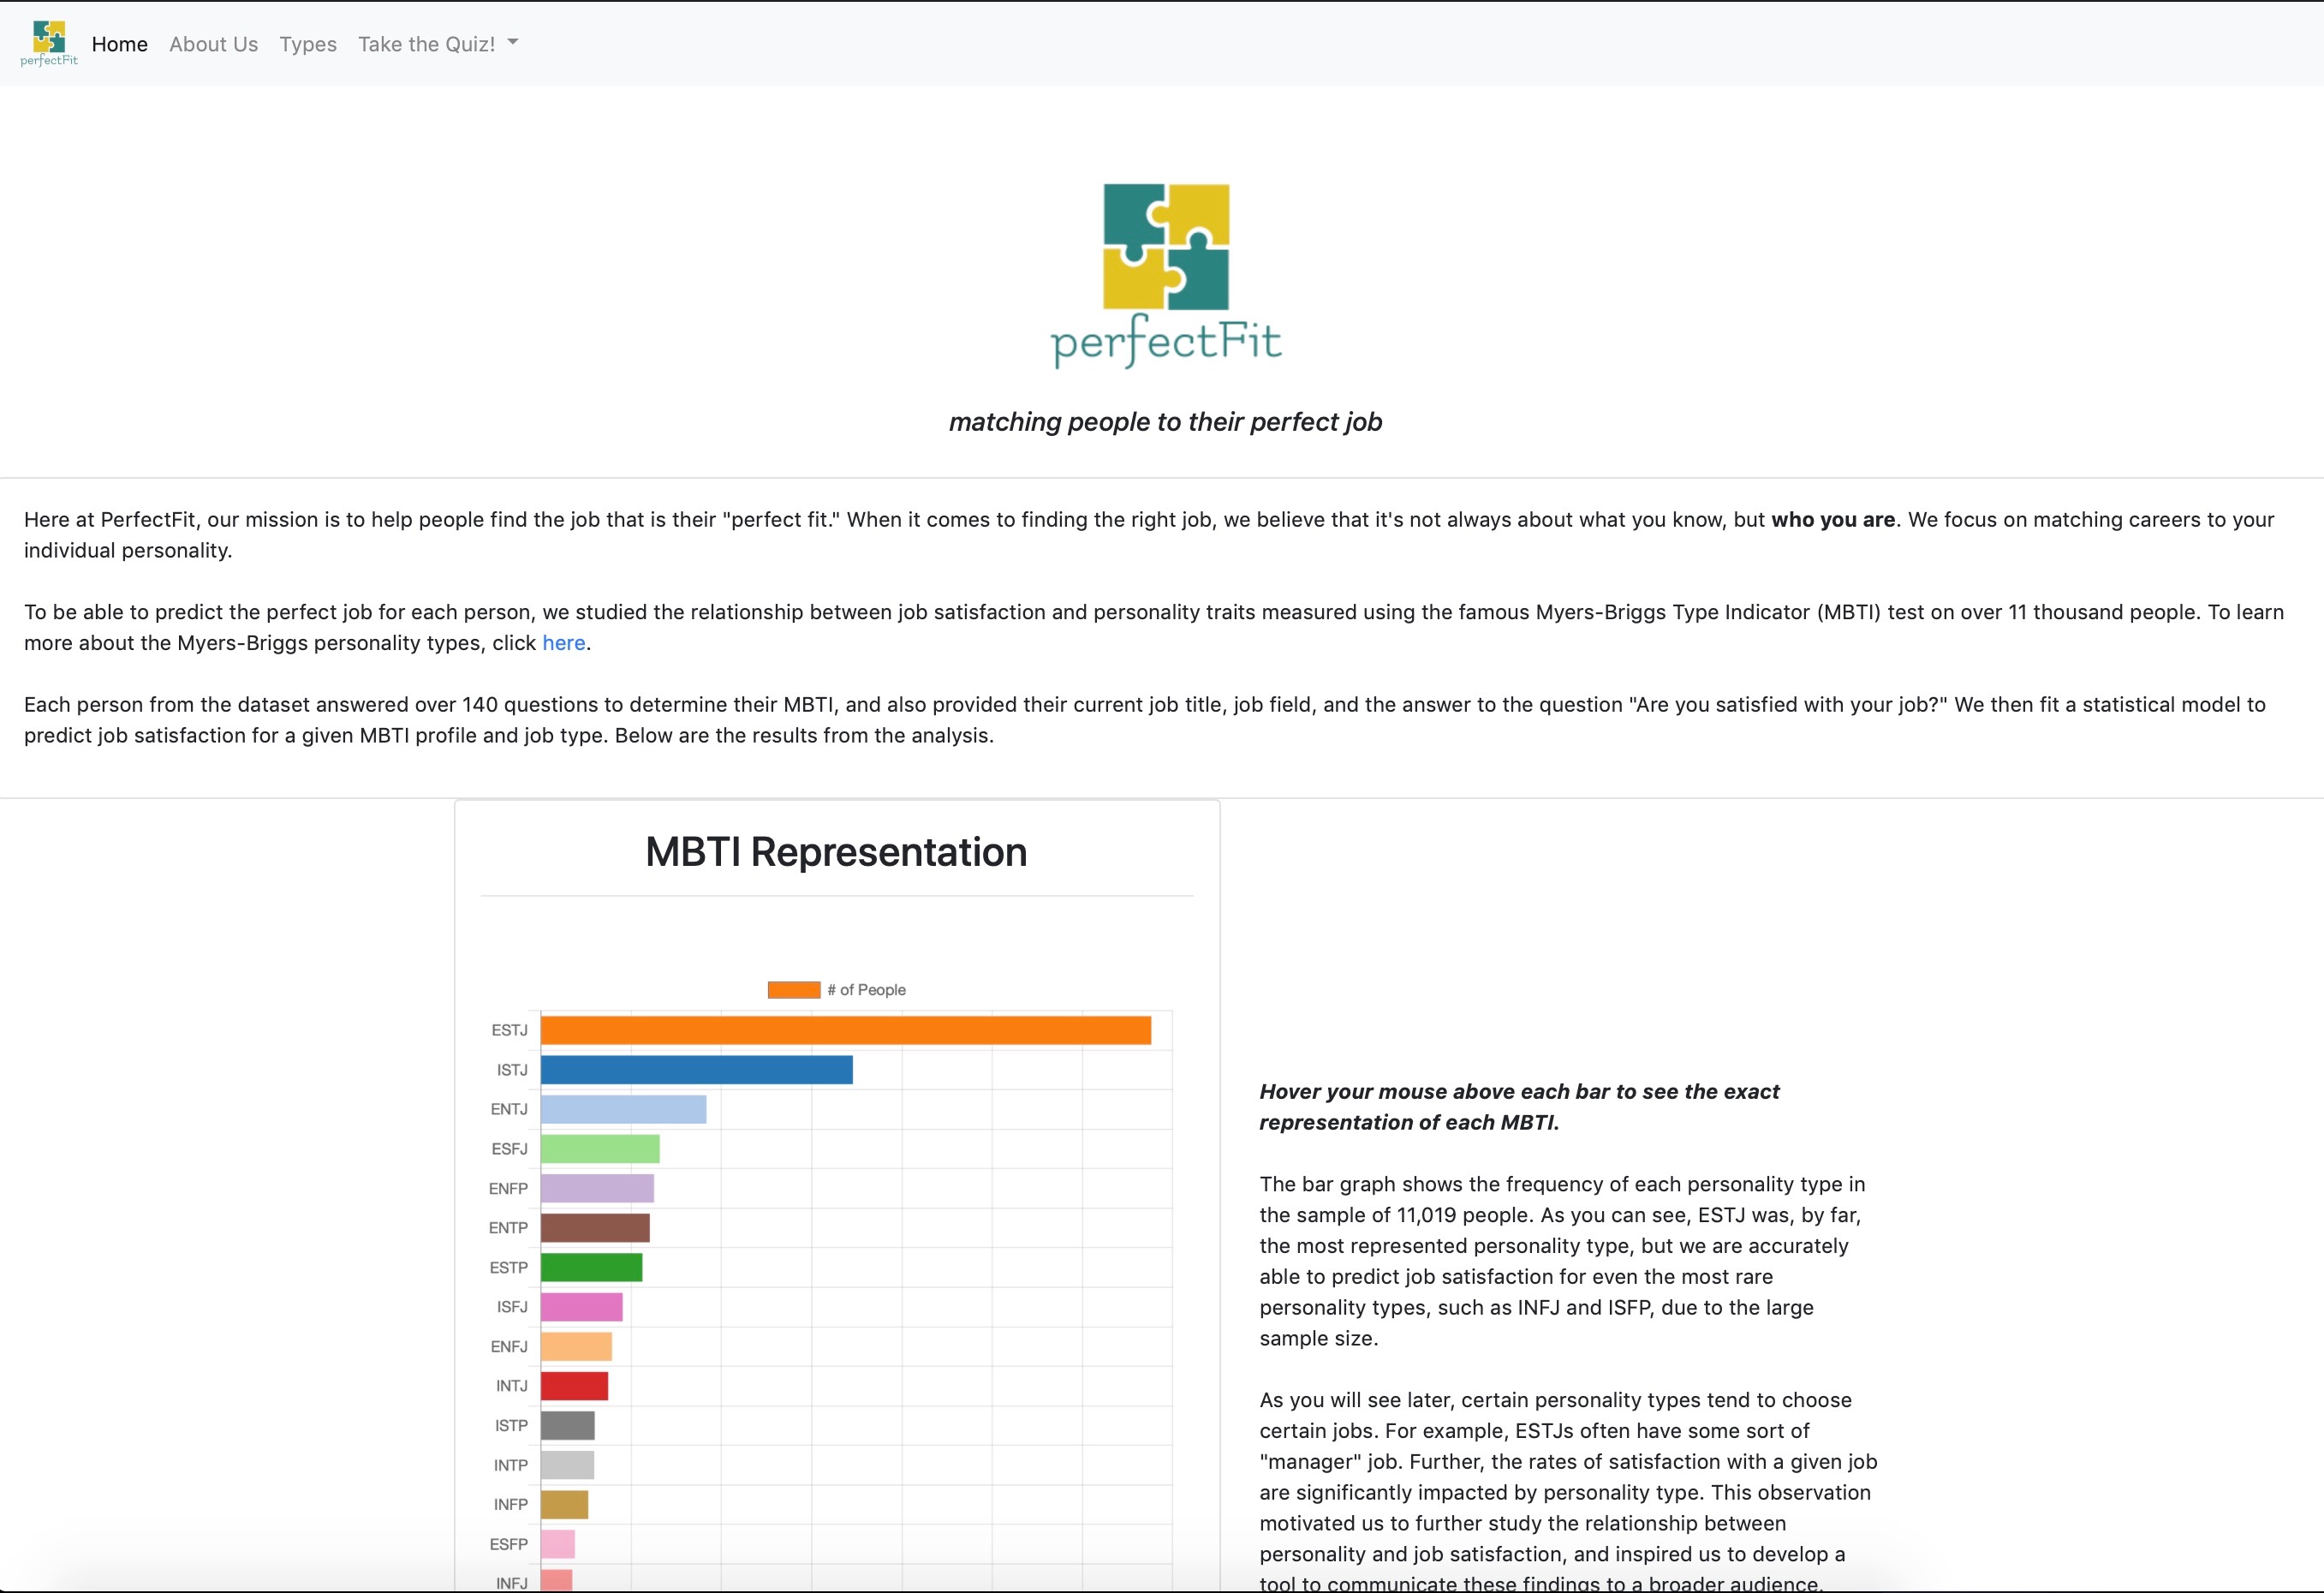 perfectFit
Home About Us Types Take the Quiz!
perfectFit
matching people to their perfect job
Here at PerfectFit, our mission is to help people find the job that is their "perfect fit." When it comes to finding the right job, we believe that it's not always about what you know, but who you are. We focus on matching careers to your
individual personality.
To be able to predict the perfect job for each person, we studied the relationship between job satisfaction and personality traits measured using the famous Myers-Briggs Type Indicator (MBTI) test on over 11 thousand people. To learn
more about the Myers-Briggs personality types, click here.
Each person from the dataset answered over 140 questions to determine their MBTI, and also provided their current job title, job field, and the answer to the question "Are you satisfied with your job?" We then fit a statistical model to
predict job satisfaction for a given MBTI profile and job type. Below are the results from the analysis.
MBTI Representation
# of People
ESTJ
ISTJ
ENTJ
ESFJ
ENFP
ENTP
ESTP
ISFJ
ENFJ
INTJ
ISTP
INTP
INFP
ESFP
INFJ
Hover your mouse above each bar to see the exact
representation of each MBTI.
The bar graph shows the frequency of each personality type in
the sample of 11,019 people. As you can see, ESTJ was, by far,
the most represented personality type, but we are accurately
able to predict job satisfaction for even the most rare
personality types, such as INFJ and ISFP, due to the large
sample size.
As you will see later, certain personality types tend to choose
certain jobs. For example, ESTJs often have some sort of
"manager" job. Further, the rates of satisfaction with a given job
are significantly impacted by personality type. This observation
motivated us to further study the relationship between
personality and job satisfaction, and inspired us to develop a
tool to communicate these findings to a broader audience.